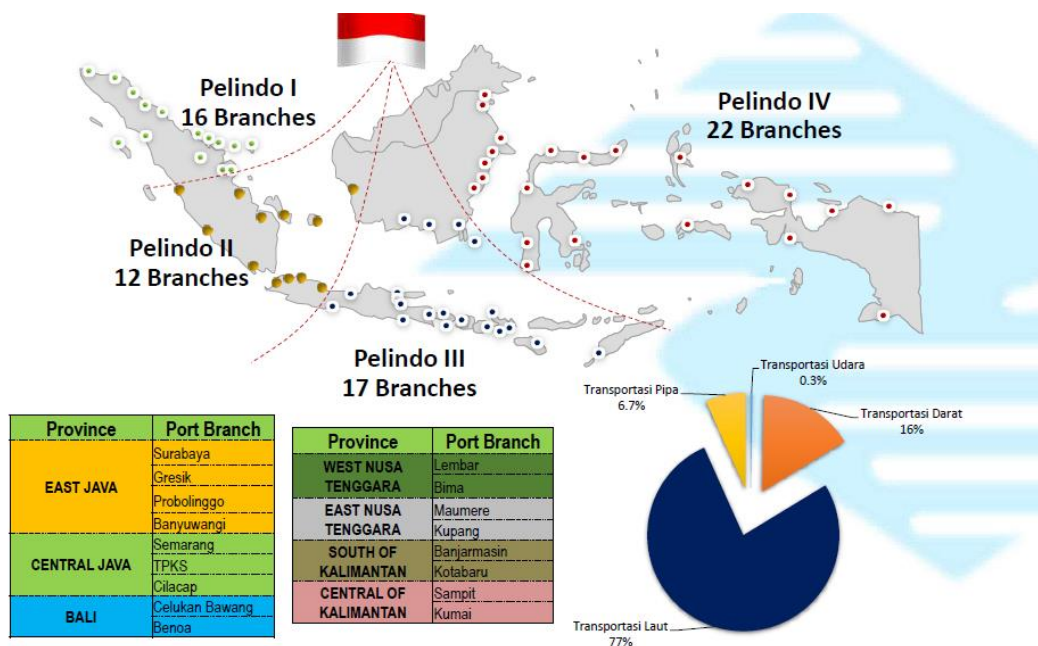 Pelindo I
16 Branches
Pelindo IV
22 Branches
Pelindo II
12 Branches
Pelindo III
17 Branches
Province Port Branch
EAST JAVA
Surabaya
Gresik
Probolinggo
Banyuwangi
CENTRAL JAVA
Semarang
TPKS
Cilacap
BALI
Celukan Bawang
Benoa
Province Port Branch
WEST NUSA
TENGGARA
Lembar
Bima
EAST NUSA
TENGGARA
Maumere
Kupang
SOUTH OF
KALIMANTAN
Banjarmasin
Kotabaru
CENTRAL OF
KALIMANTAN
Sampit
Kumai
Transportasi Udara
0.3%
Transportasi Pipa
6.7%
Transportasi Darat
16%
Transportasi Laut
77%